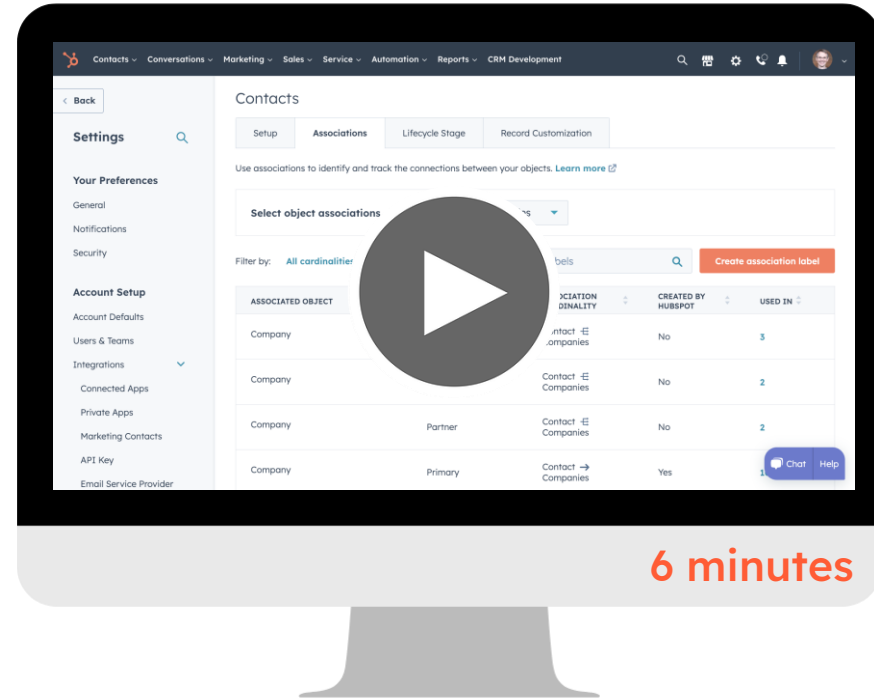 Contacts Conversations Marketing Sales Service Automation Reports CRM Development
Back
Settings
Your Preferences
General
Notifications
Security
Account Setup
Account Defaults
Users & Teams
Integrations
Connected Apps
Private Apps
Marketing Contacts
API Key
Email Service Provider
Contacts
Setup Associations Lifecycle Stage Record Customization
Use associations to identify and track the connections between your objects. Learn more
Select object associations
Filter by: All cardinalities
Create association label
ASSOCIATED OBJECT CREATED BY HUBSPOT USED IN
Company Companies No 3
Company Contact Companies No 2
Company Partner Contact Companies No 2
Company Primary Contact Companies Yes
Chat Help
6 minutes